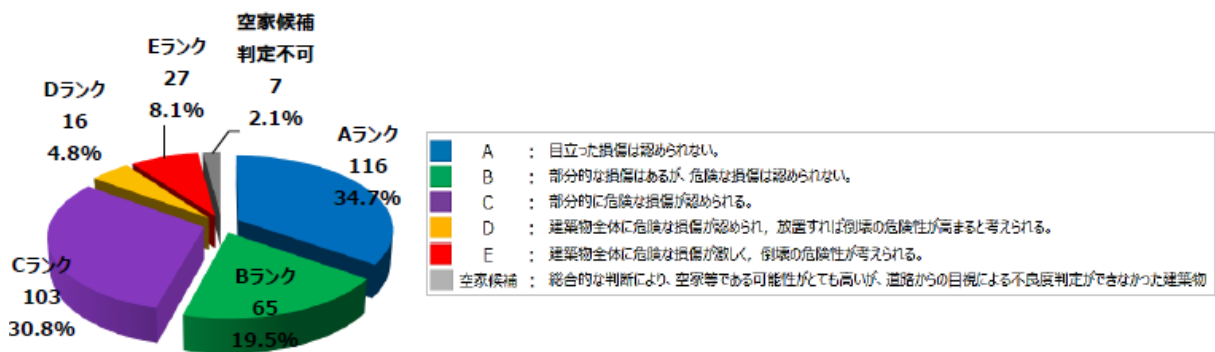 空家候補
判定不可
7
2.1%
Eランク
27
8.1%
Dランク
16
4.8%
Aランク
116
34.7%
Cランク
103
30.8%
Bランク
65
19.5%
A : 目立った損傷は認められない。
B : 部分的な損傷はあるが、危険な損傷は認められない。
C : 部分的に危険な損傷が認められる。
D : 建築物全体に危険な損傷が認められ，放置すれば倒壊の危険性が高まると考えられる。
E : 建築物全体に危険な損傷が激しく，倒壊の危険性が考えられる。
空家候補 : 総合的な判断により、空家等である可能性がとても高いが、道路からの目視による不良度判定ができなかった建築物